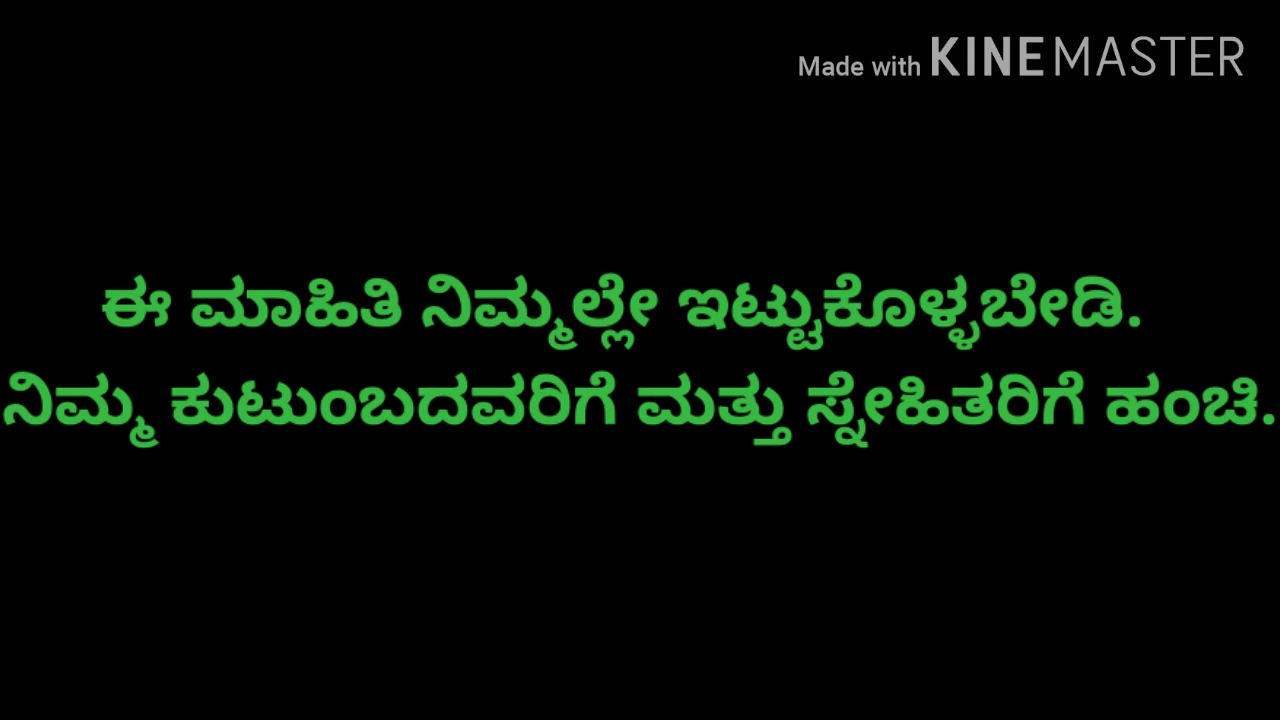 Made with KINEMASTER
ಈ ಮಾಹಿತಿ ನಿಮ್ಮಲ್ಲೇ ಇಟ್ಟುಕೊಳ್ಳಬೇಡಿ.
ನಿಮ್ಮ ಕುಟುಂಬದವರಿಗೆ ಮತ್ತು ಸ್ನೇಹಿತರಿಗೆ ಹಂಚಿ.